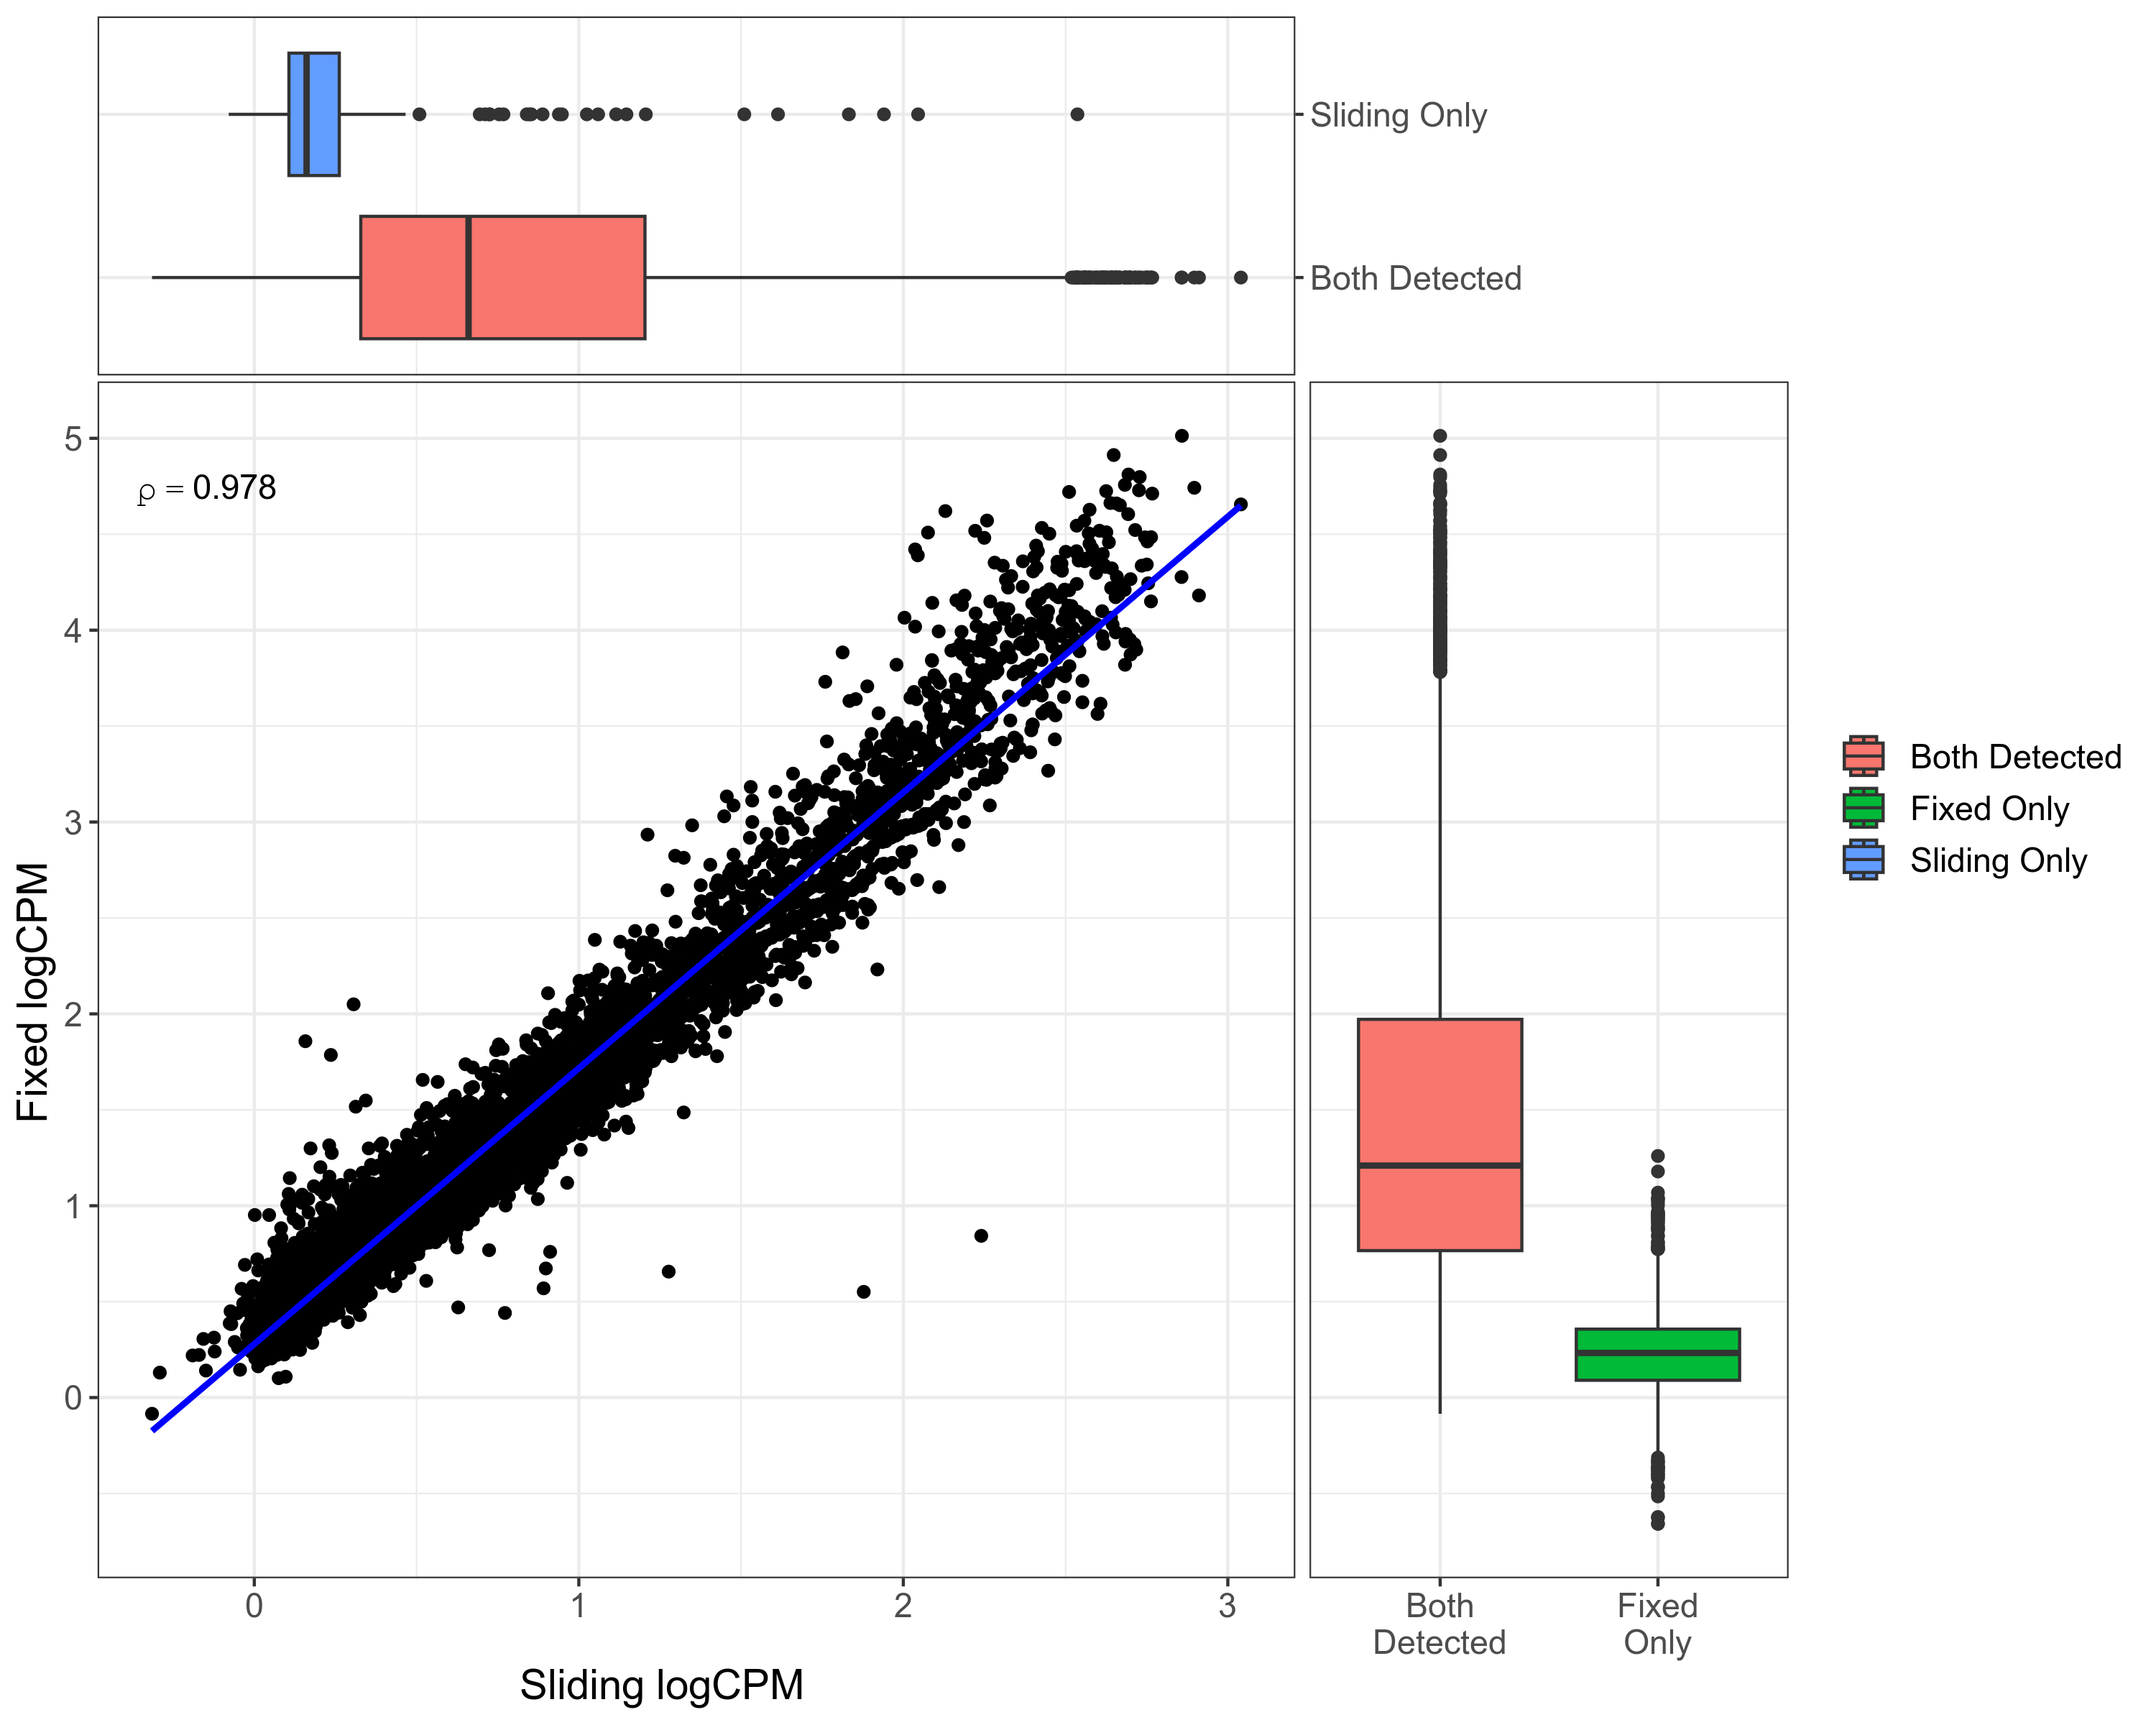 Sliding Only
Both Detected
5
4
3
2
1
0
ρ = 0.978
Fixed logCPM
0
1
2
3
Sliding logCPM
Both
Detected
Fixed
Only
Both Detected
Fixed Only
Sliding Only